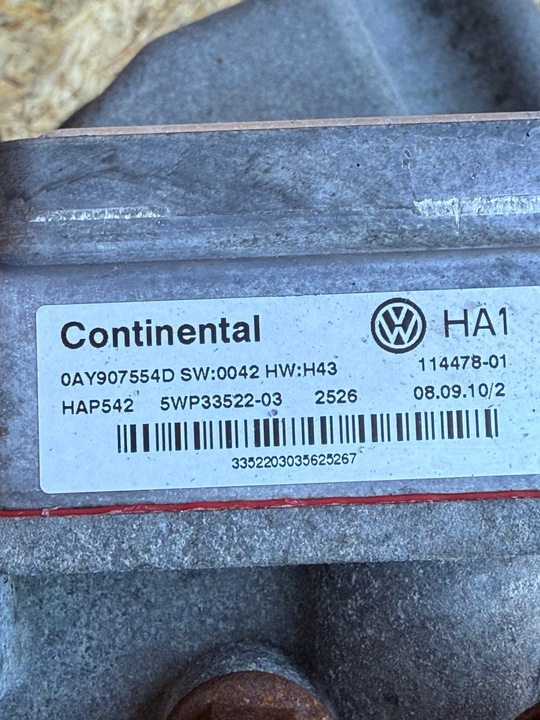 Continental HA1
0AY907554D SW:0042 HW:H43 114478-01
HAP542 5WP33522-03 2526 08.09.10/2
3352203035625267